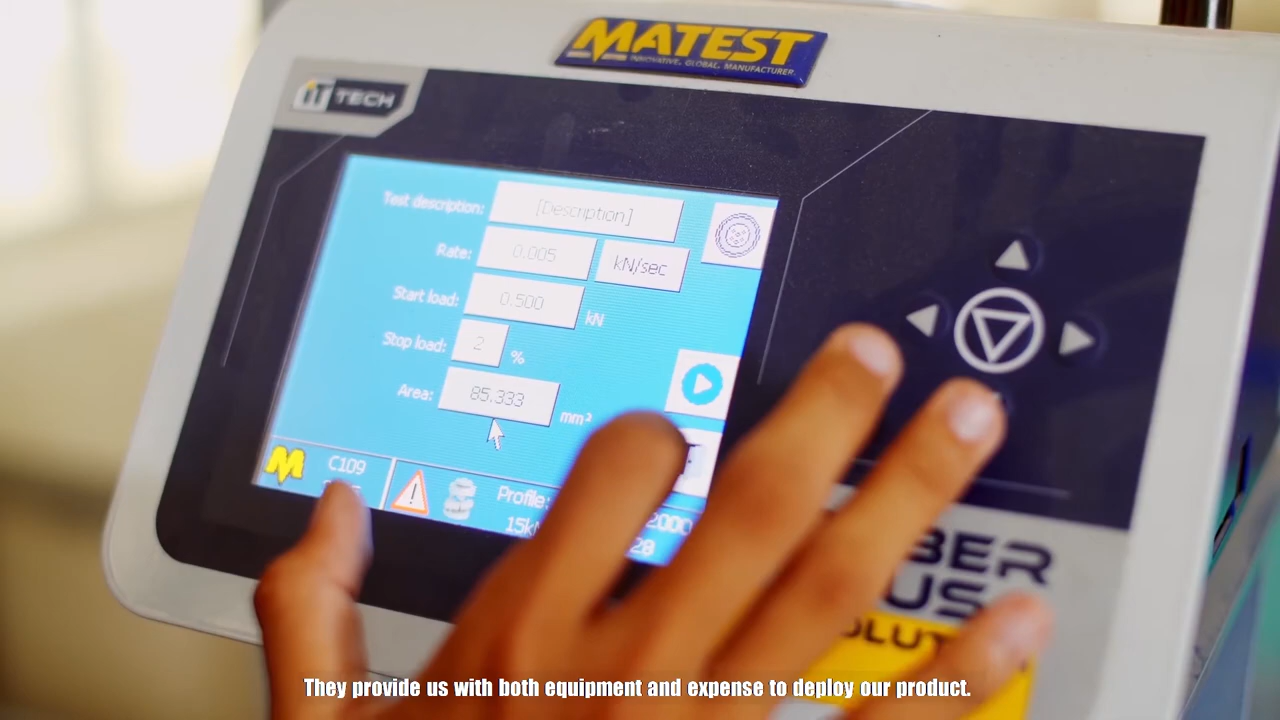 MATEST
INNOVATIVE. GLOBAL. MANUFACTURER.
iT TECH
Test description: [Description]
Rate: 0.005 kN/sec
Start load: 0.500 kN
Stop load: 2 %
Area: 85.333 mm²
C109
Profile:
They provide us with both equipment and expense to deploy our product.